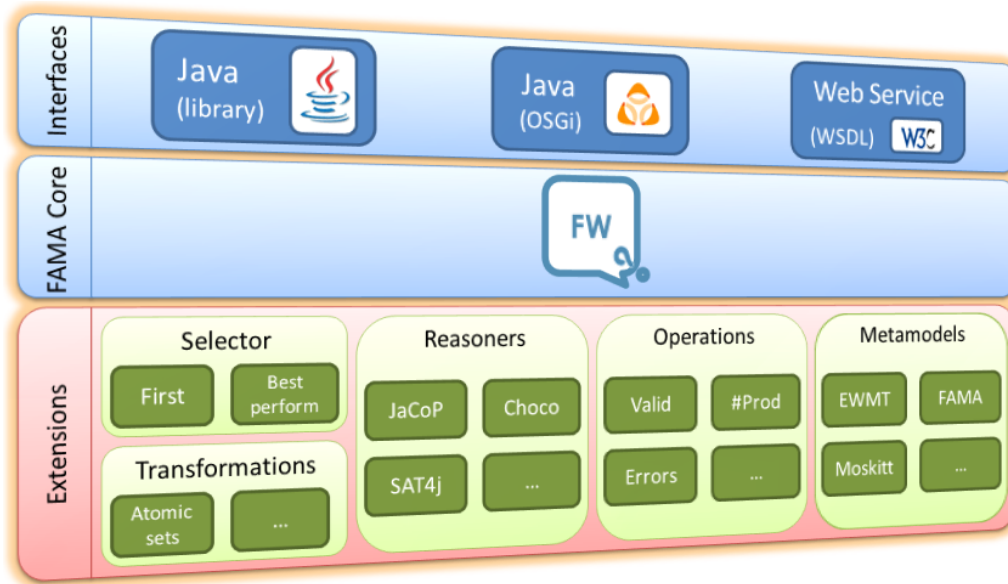 Interfaces
Java
(library)
Java
(OSGi)
Web Service
(WSDL)
W3C
FAMA Core
FW
Extensions
Selector
First
Best
perform
Transformations
Atomic
sets
...
Reasoners
JaCoP
Choco
SAT4j
...
Operations
Valid
#Prod
Errors
...
Metamodels
EWMT
FAMA
Moskitt
...